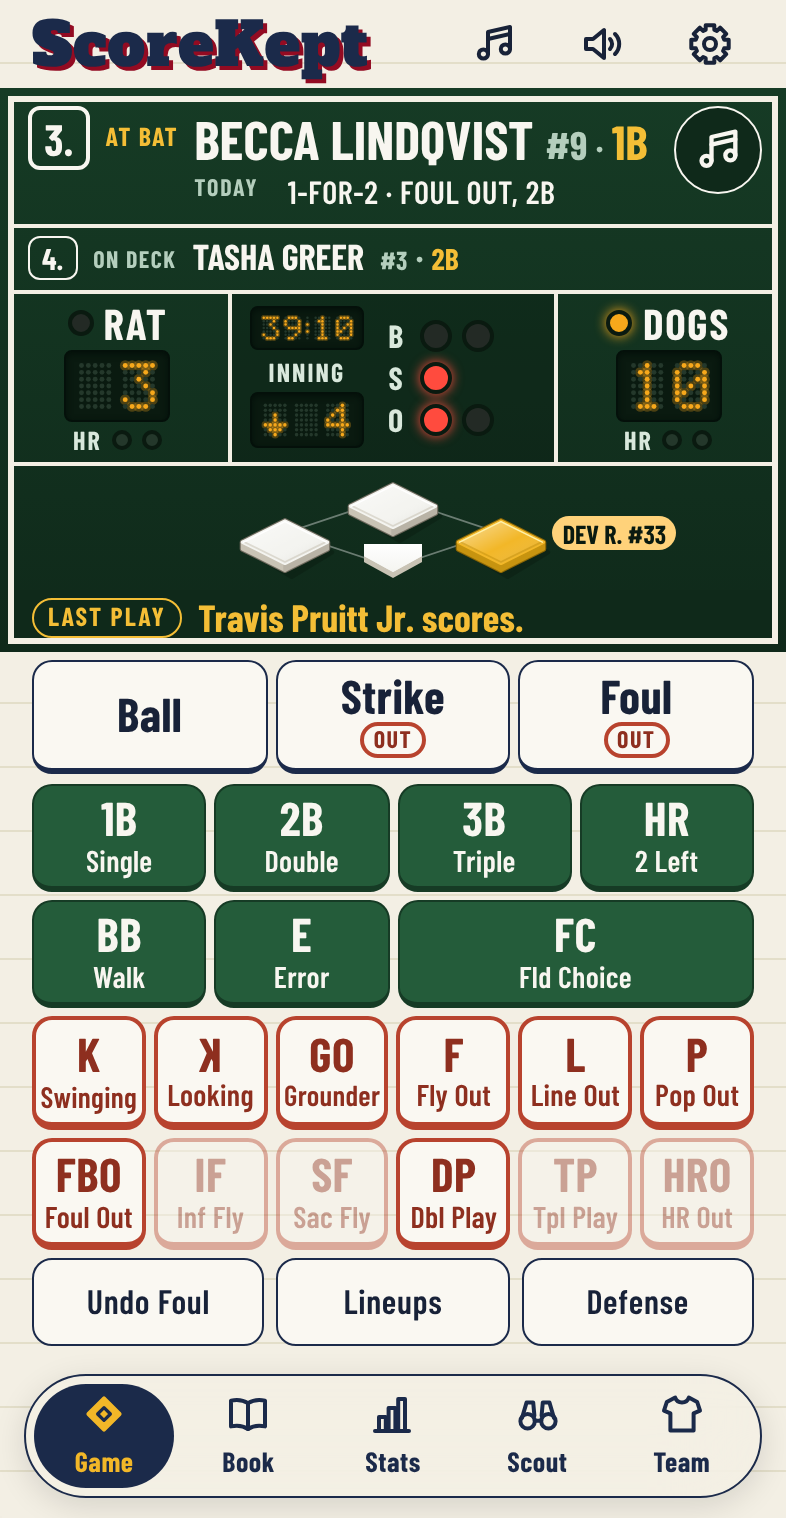 ScoreKept
3. AT BAT BECCA LINDQVIST #9 · 1B
TODAY 1-FOR-2 · FOUL OUT, 2B
4. ON DECK TASHA GREER #3 · 2B
RAT
3
HR
39:10
INNING
4
B
S
O
DOGS
10
HR
DEV R. #33
LAST PLAY Travis Pruitt Jr. scores.
Ball
Strike
OUT
Foul
OUT
1B
Single
2B
Double
3B
Triple
HR
2 Left
BB
Walk
E
Error
FC
Fld Choice
K
Swinging
ꓘ
Looking
GO
Grounder
F
Fly Out
L
Line Out
P
Pop Out
FBO
Foul Out
IF
Inf Fly
SF
Sac Fly
DP
Dbl Play
TP
Tpl Play
HRO
HR Out
Undo Foul
Lineups
Defense
Game
Book
Stats
Scout
Team